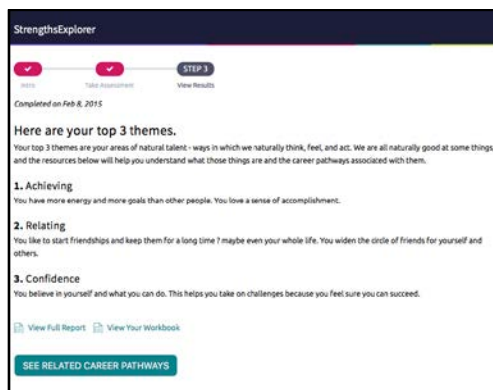 StrengthsExplorer
STEP 3
Intro
Take Assessment
View Results
Completed on Feb 8, 2015
Here are your top 3 themes.
Your top 3 themes are your areas of natural talent - ways in which we naturally think, feel, and act. We are all naturally good at some things,
and the resources below will help you understand what those things are and the career pathways associated with them.
1. Achieving
You have more energy and more goals than other people. You love a sense of accomplishment.
2. Relating
You like to start friendships and keep them for a long time ? maybe even your whole life. You widen the circle of friends for yourself and
others.
3. Confidence
You believe in yourself and what you can do. This helps you take on challenges because you feel sure you can succeed.
View Full Report View Your Workbook
SEE RELATED CAREER PATHWAYS